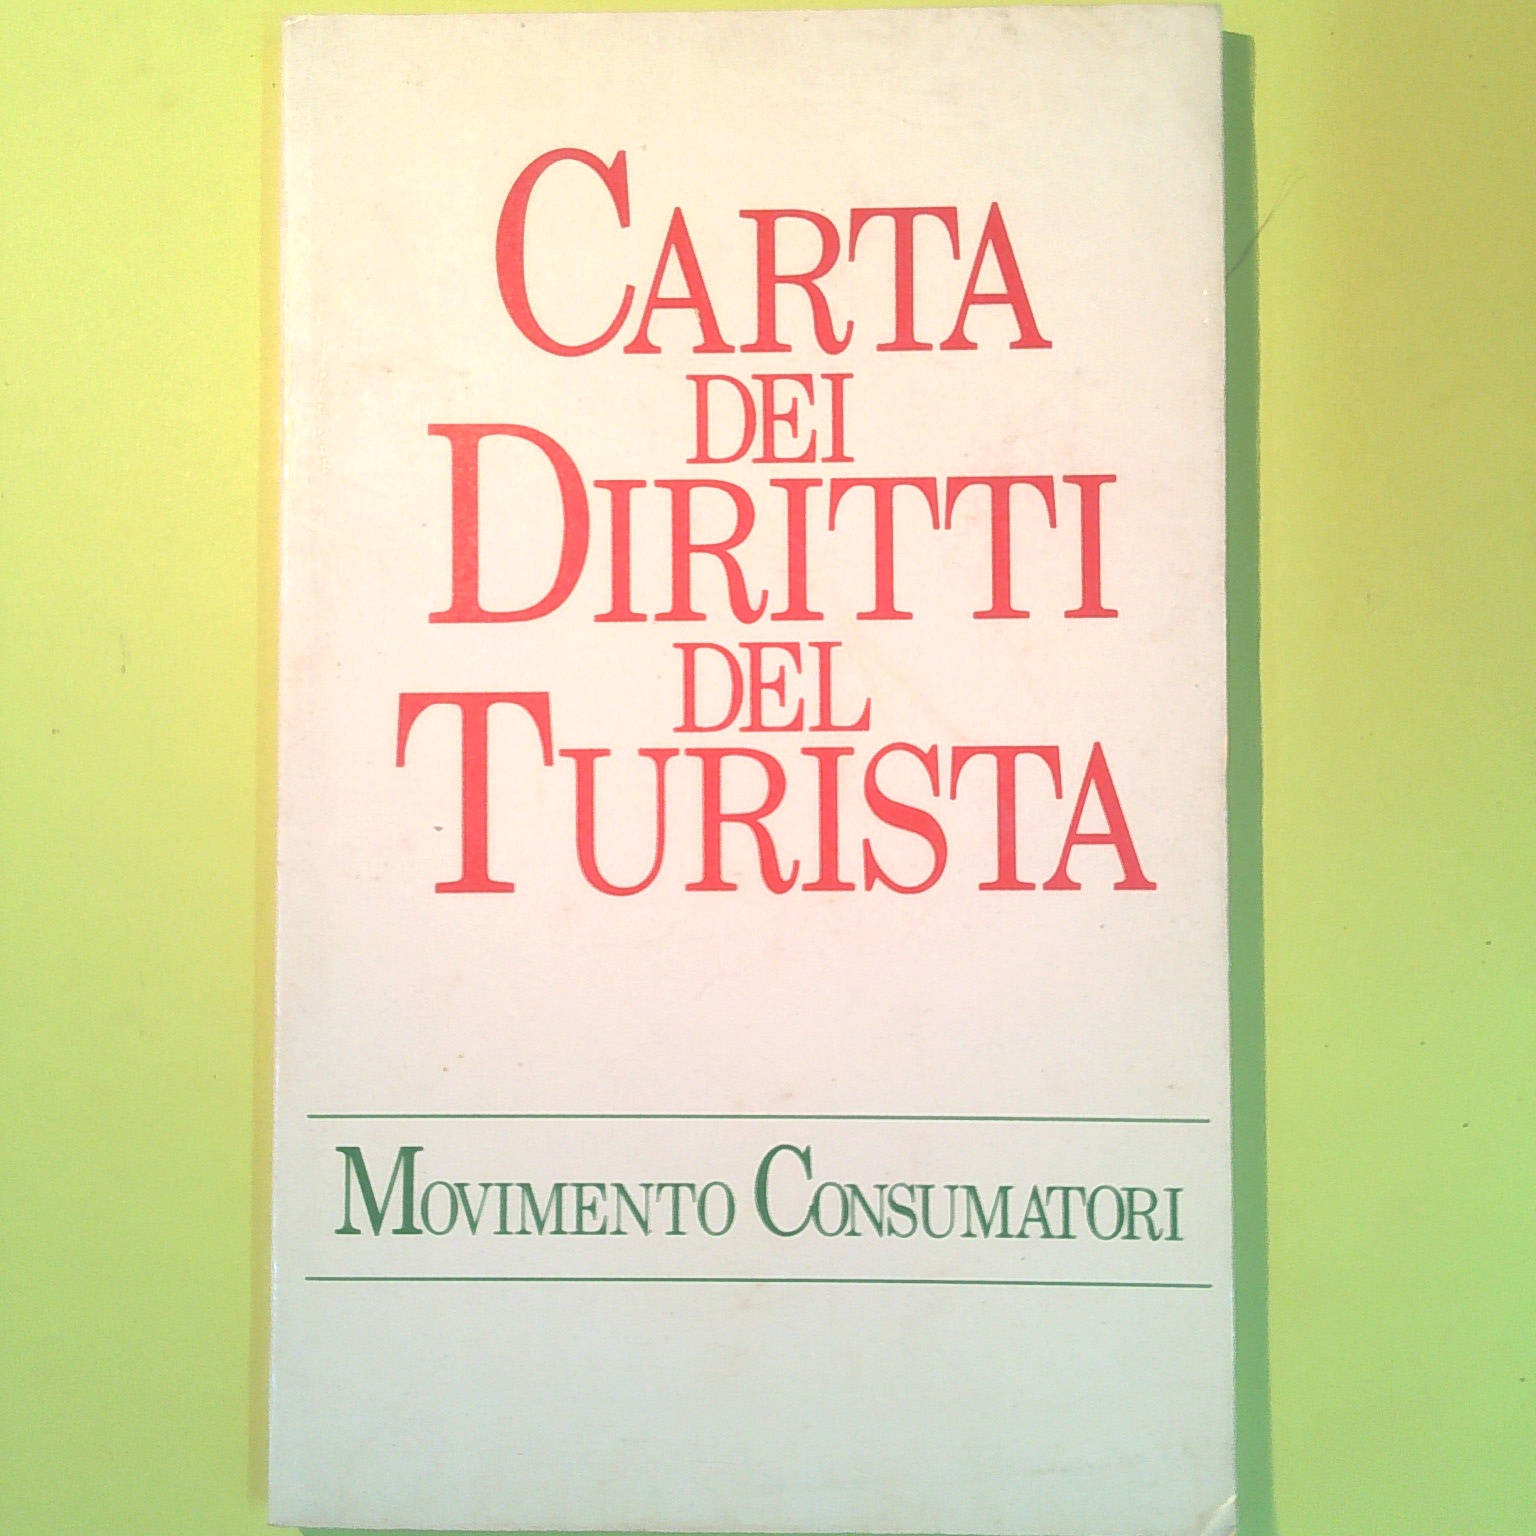 CARTA
DEI
DIRITTI
DEL
TURISTA
MOVIMENTO CONSUMATORI